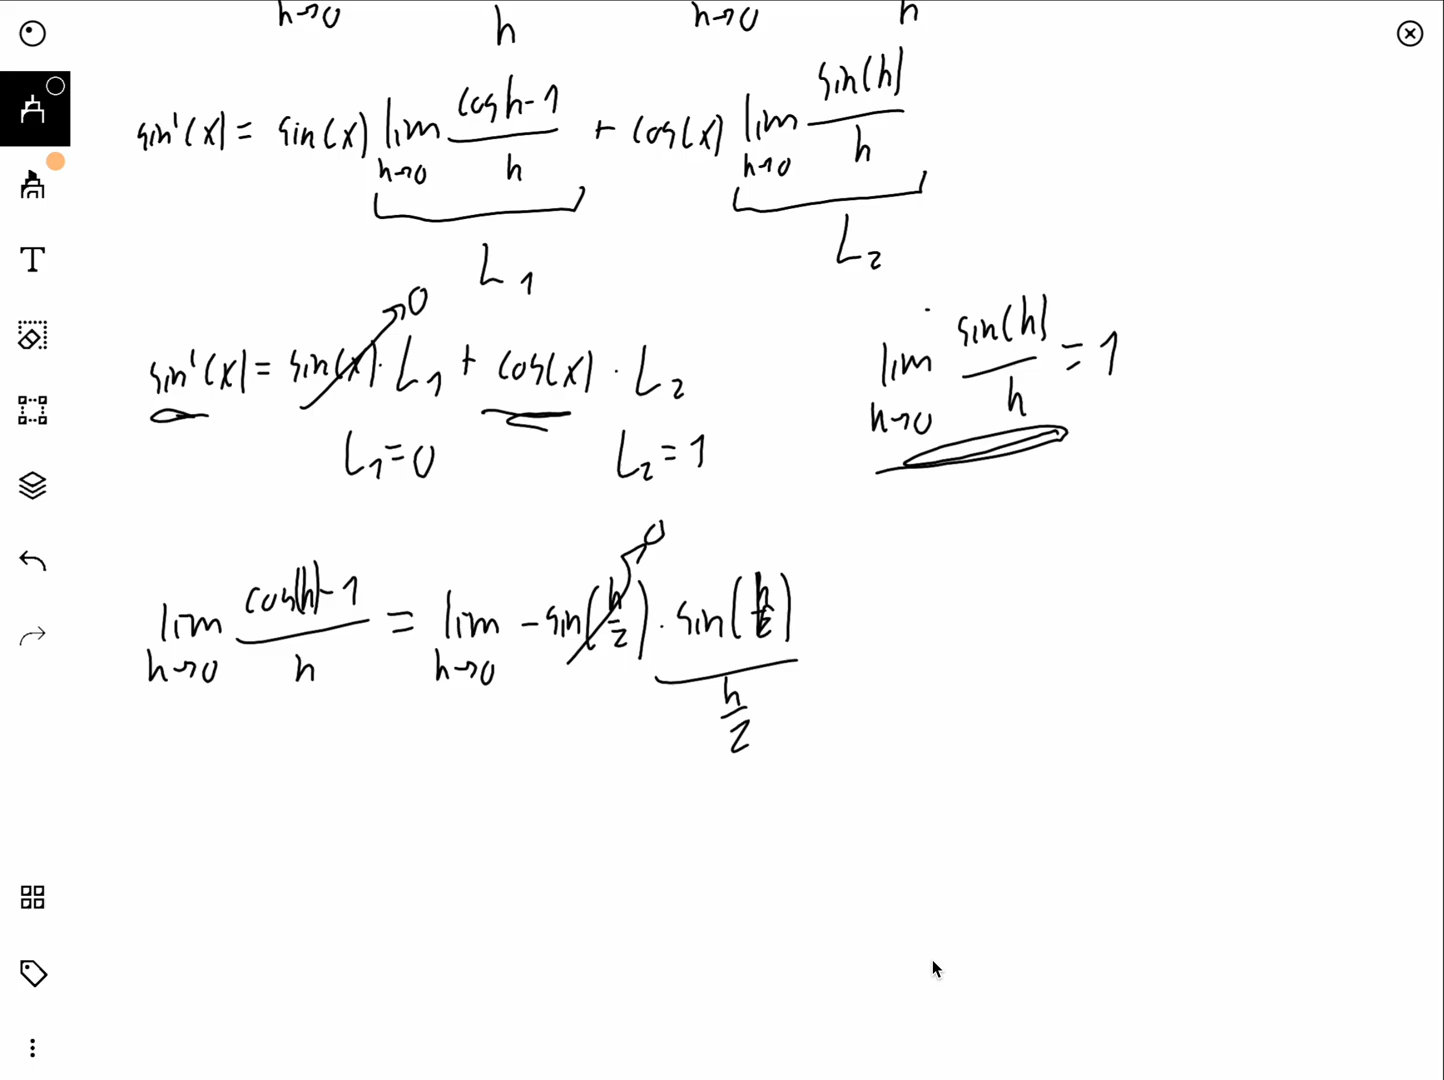 h→0 h h→0 h
sin'(x) = sin(x) lim h→0 (cos h - 1)/h + cos(x) lim h→0 sin(h)/h
L₁ L₂
0
sin'(x) = sin(x) · L₁ + cos(x) · L₂
L₁ = 0 L₂ = 1
lim h→0 sin(h)/h = 1
0
lim h→0 (cos(h) - 1)/h = lim h→0 - sin(h/2) · sin(h/2)/(h/2)
T